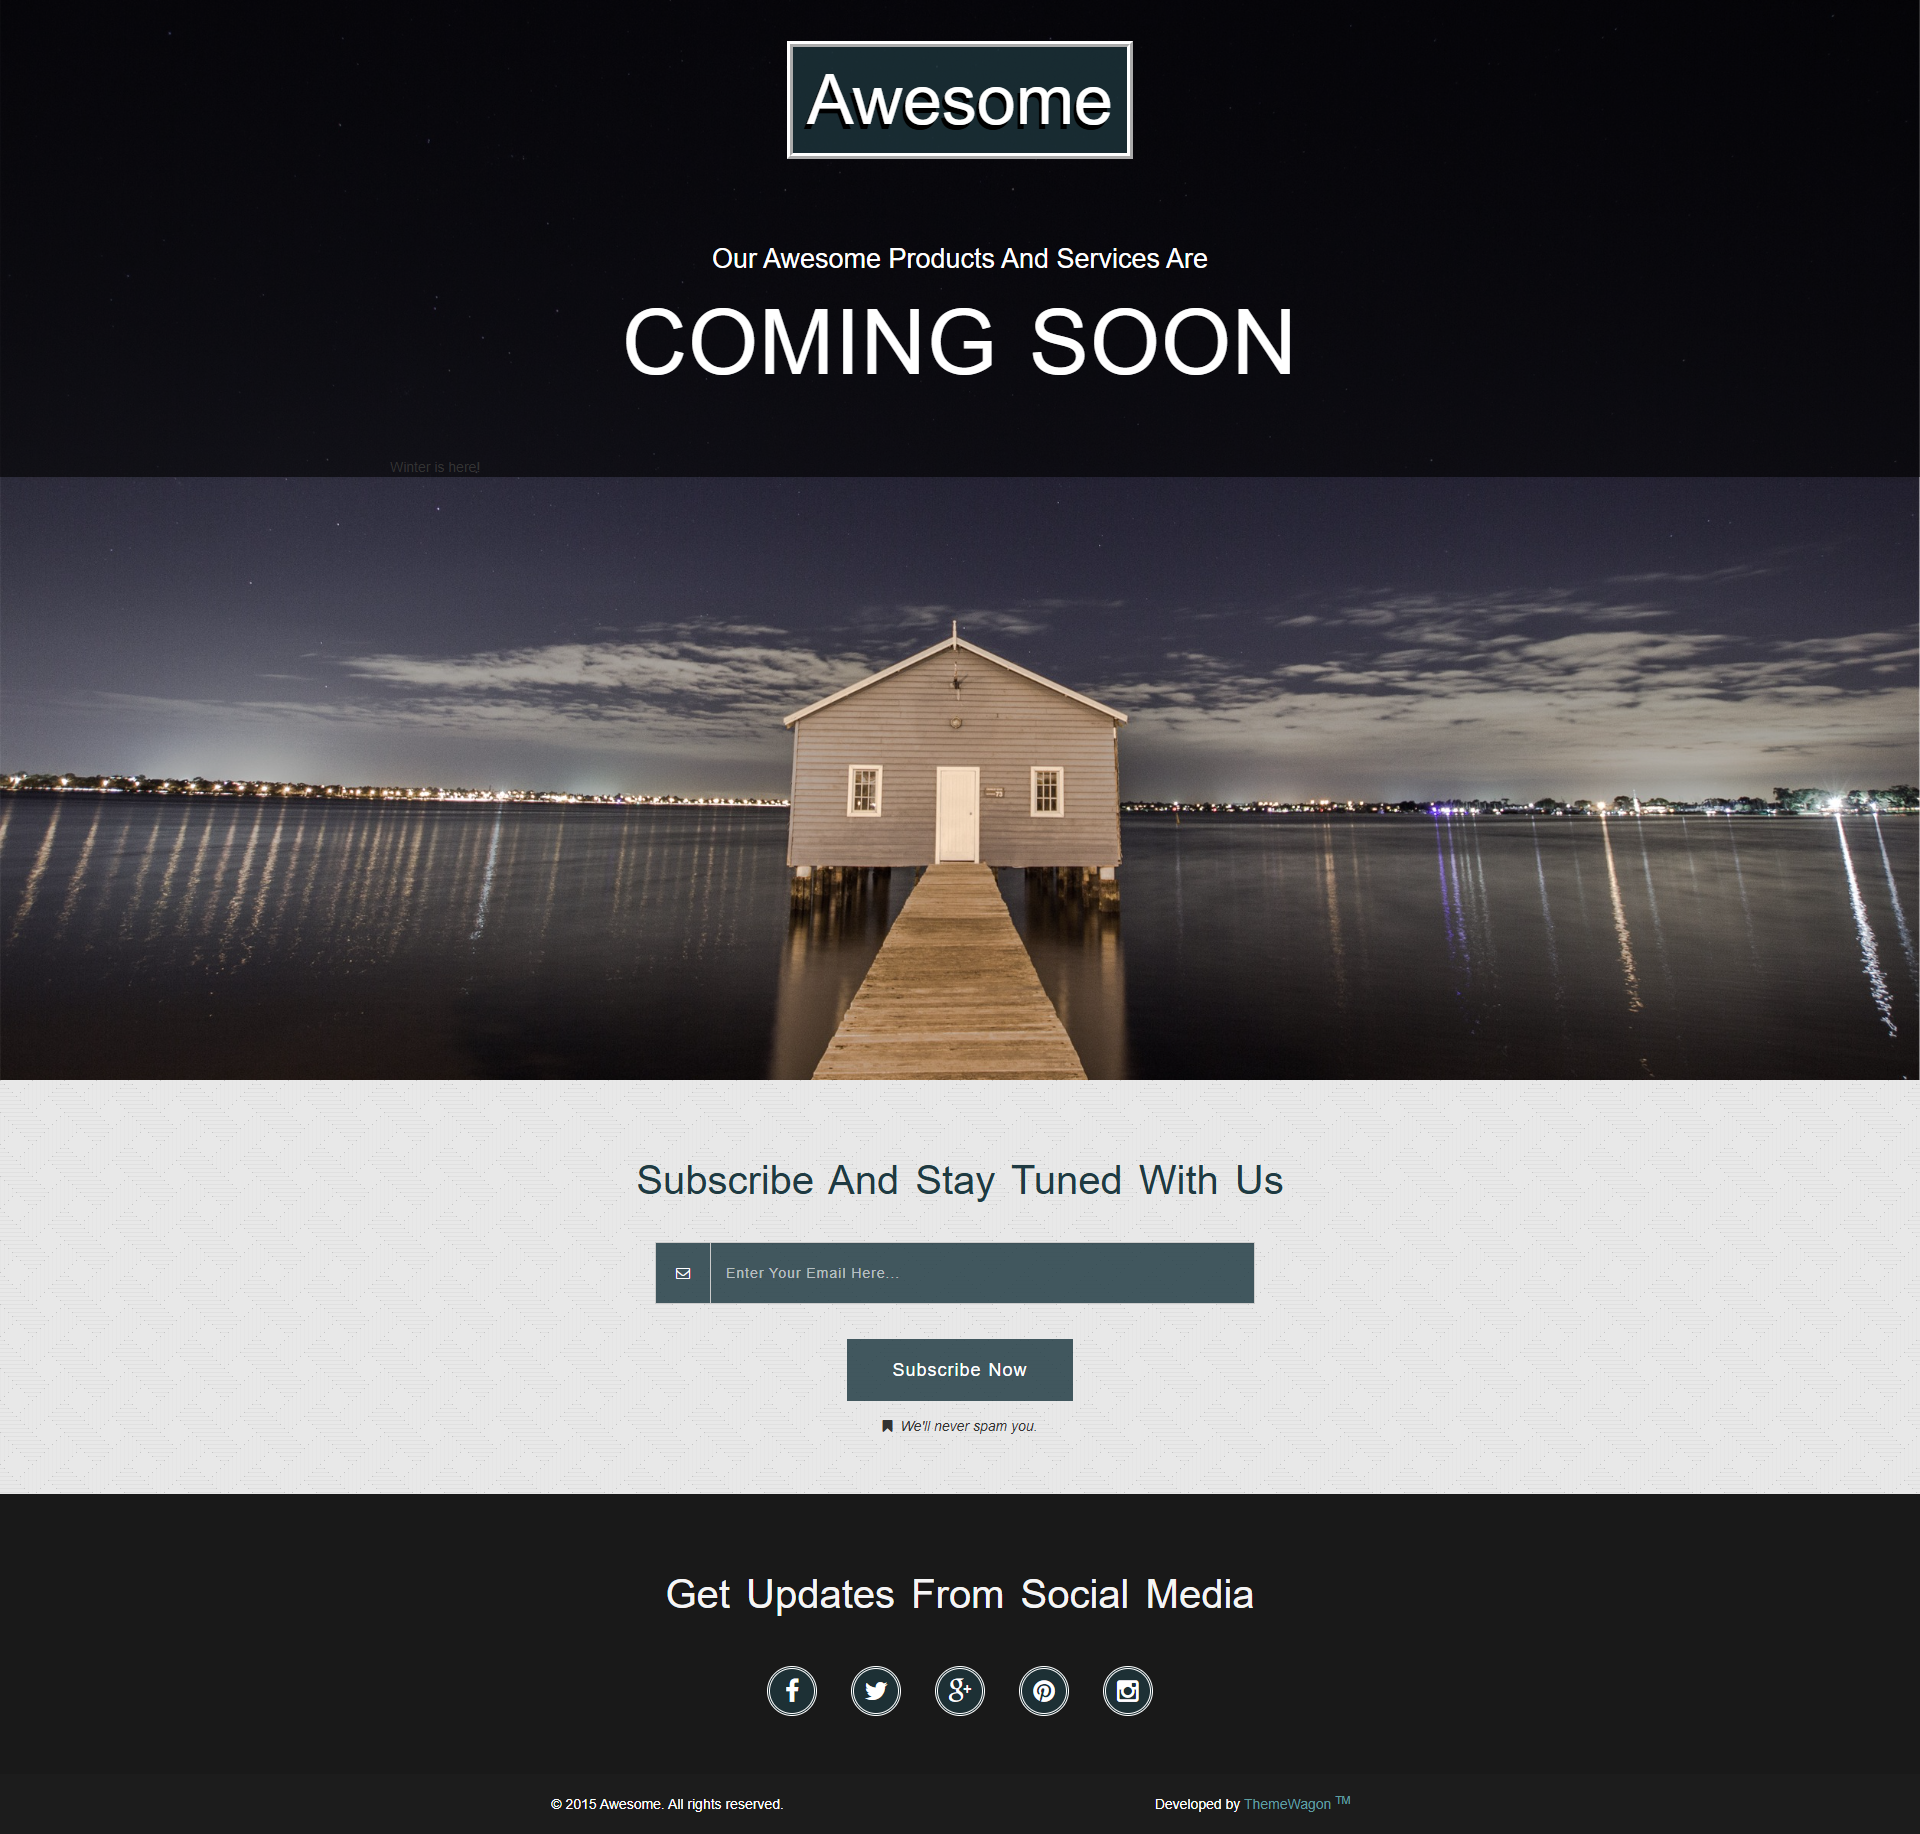 Awesome
Our Awesome Products And Services Are
COMING SOON
Winter is here!
Subscribe And Stay Tuned With Us
Enter Your Email Here...
Subscribe Now
We'll never spam you.
Get Updates From Social Media
© 2015 Awesome. All rights reserved.
Developed by ThemeWagon TM